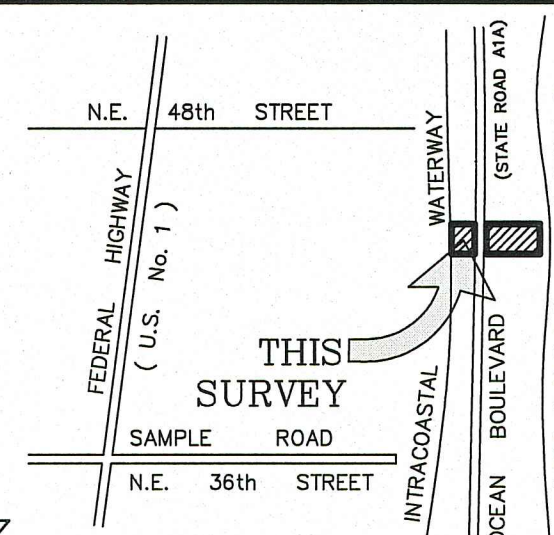 N.E. 48th STREET
FEDERAL HIGHWAY
( U.S. No. 1 )
WATERWAY
(STATE ROAD A1A)
THIS
SURVEY
SAMPLE ROAD
N.E. 36th STREET
INTRACOASTAL
OCEAN BOULEVARD